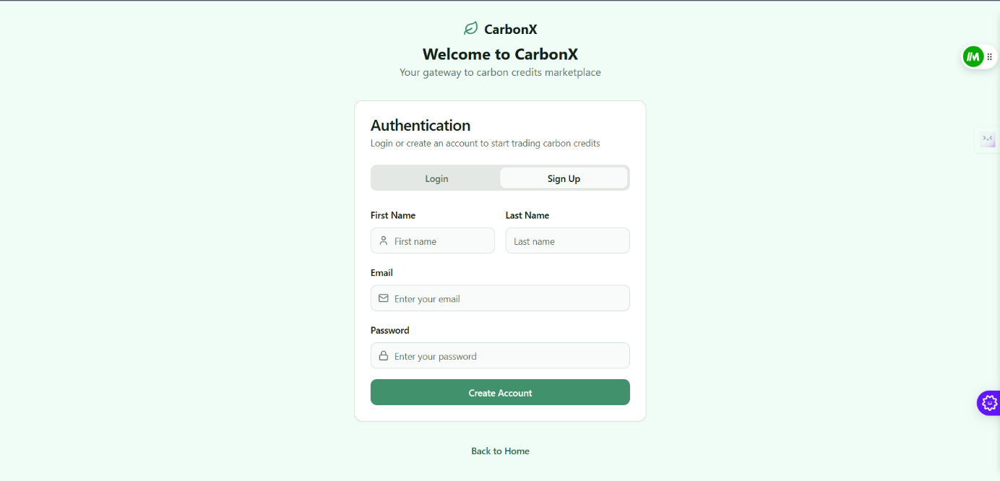 CarbonX
Welcome to CarbonX
Your gateway to carbon credits marketplace
Authentication
Login or create an account to start trading carbon credits
Login Sign Up
First Name Last Name
First name Last name
Email
Enter your email
Password
Enter your password
Create Account
Back to Home